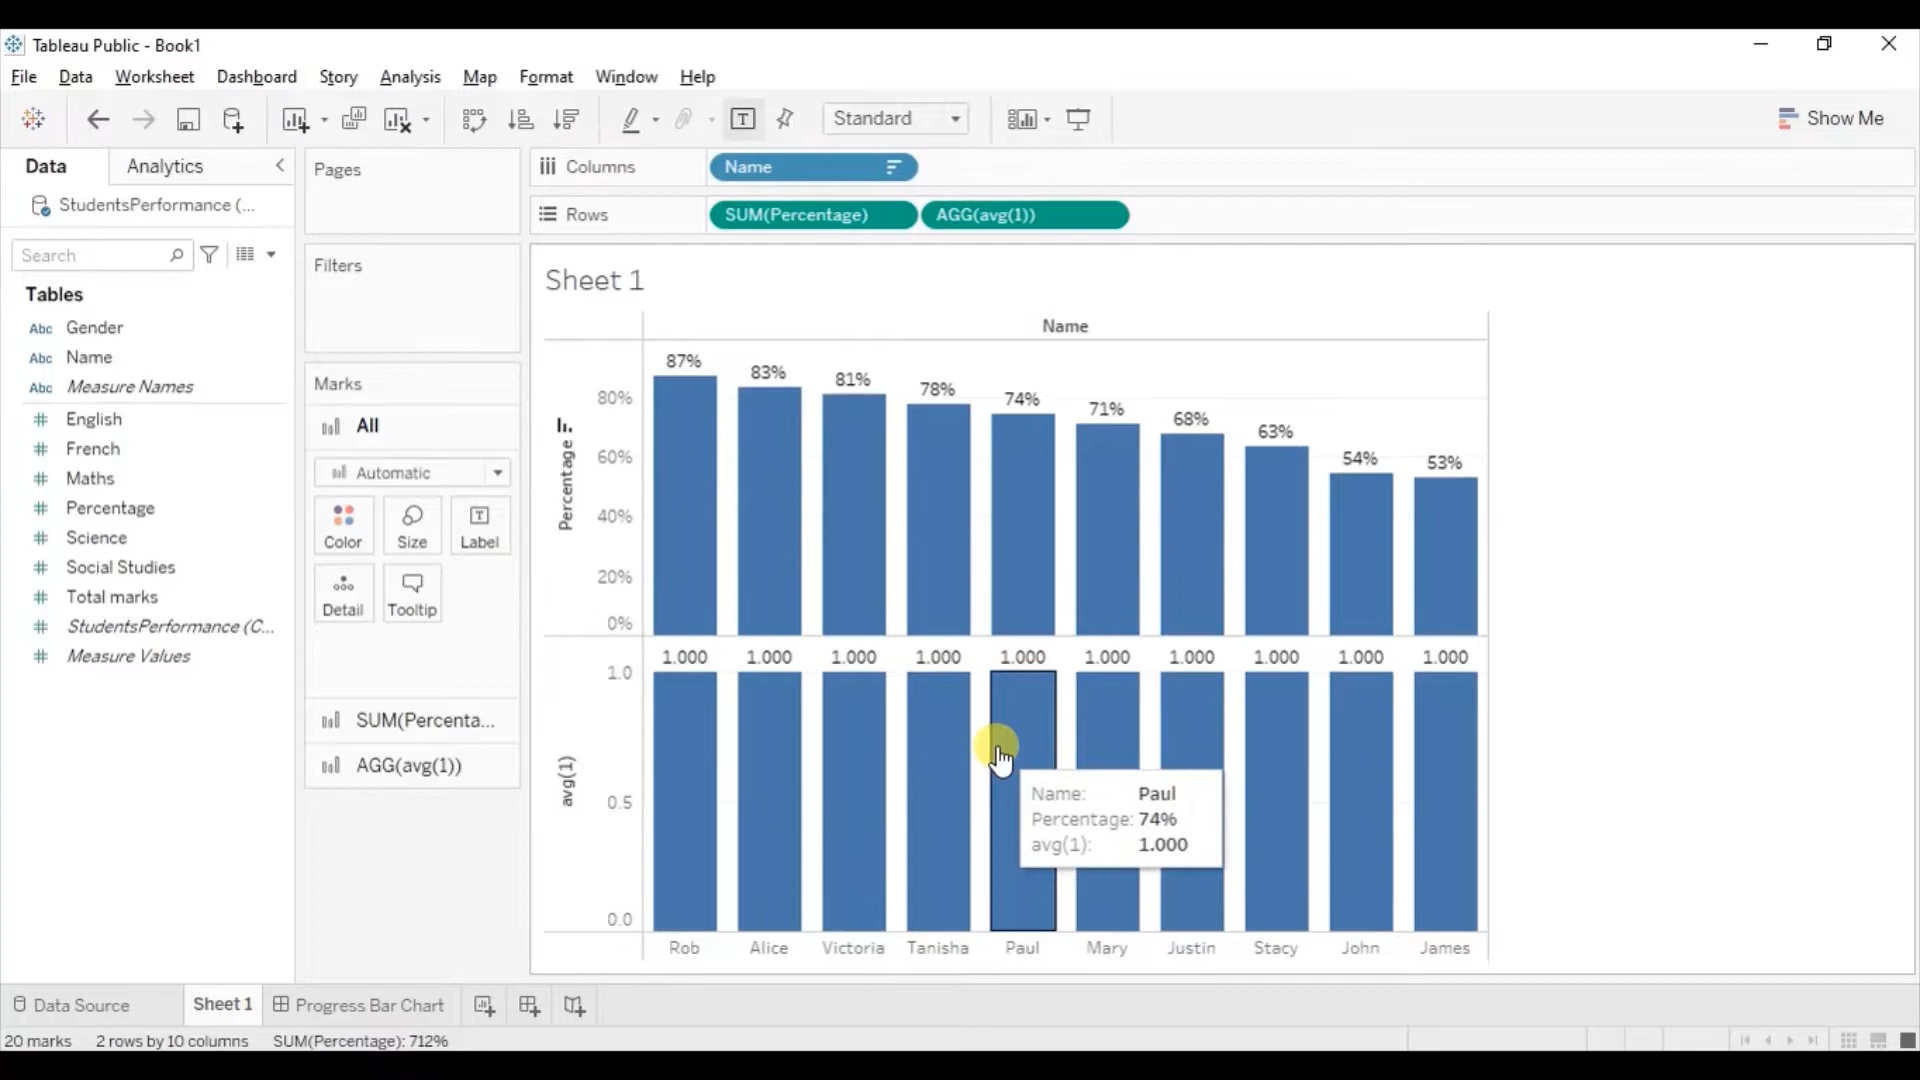 Tableau Public - Book1
File Data Worksheet Dashboard Story Analysis Map Format Window Help
Standard
Show Me
Data Analytics
StudentsPerformance (...
Search
Tables
Abc Gender
Abc Name
Abc Measure Names
# English
# French
# Maths
# Percentage
# Science
# Social Studies
# Total marks
# StudentsPerformance (C...
# Measure Values
Pages
Filters
Marks
All
Automatic
Color Size T Label
Detail Tooltip
SUM(Percenta...
AGG(avg(1))
Columns Name
Rows SUM(Percentage) AGG(avg(1))
Sheet 1
Name
87% 83% 81% 78% 74% 71% 68% 63% 54% 53%
Percentage
80%
60%
40%
20%
0%
1.000 1.000 1.000 1.000 1.000 1.000 1.000 1.000 1.000 1.000
avg(1)
1.0
0.5
0.0
Name: Paul
Percentage: 74%
avg(1): 1.000
Rob Alice Victoria Tanisha Paul Mary Justin Stacy John James
Data Source Sheet 1 Progress Bar Chart
20 marks 2 rows by 10 columns SUM(Percentage): 712%